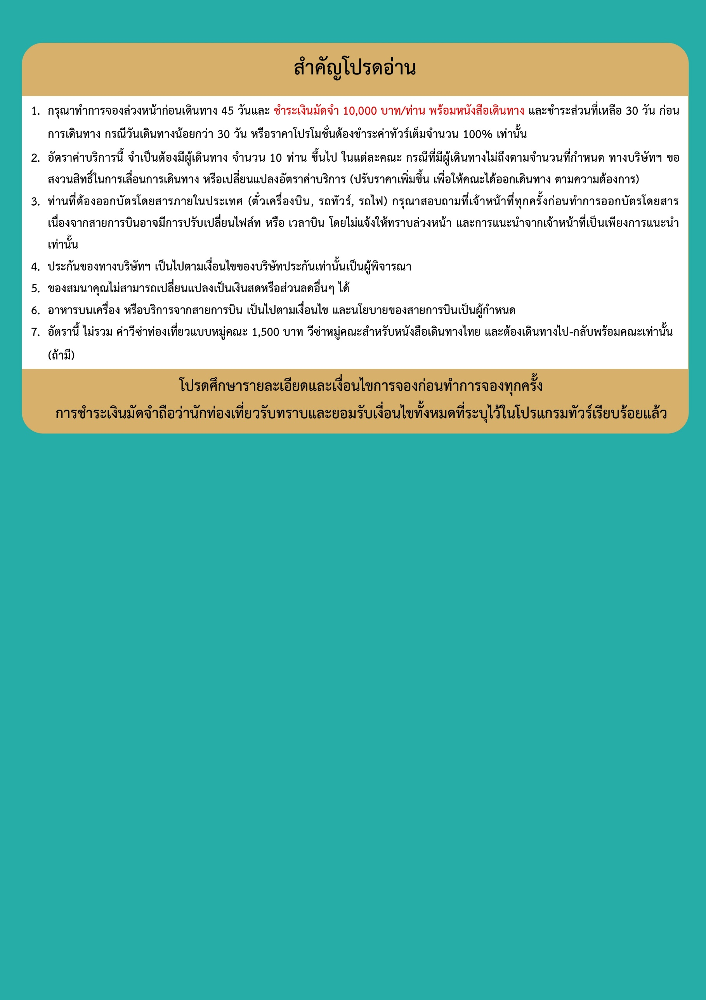 สำคัญโปรดอ่าน
1. กรุณาทำการจองล่วงหน้าก่อนเดินทาง 45 วันและ ชำระเงินมัดจำ 10,000 บาท/ท่าน พร้อมหนังสือเดินทาง และชำระส่วนที่เหลือ 30 วัน ก่อน
การเดินทาง กรณีวันเดินทางน้อยกว่า 30 วัน หรือราคาโปรโมชั่นต้องชำระค่าทัวร์เต็มจำนวน 100% เท่านั้น
2. อัตราค่าบริการนี้ จำเป็นต้องมีผู้เดินทาง จำนวน 10 ท่าน ขึ้นไป ในแต่ละคณะ กรณีที่มีผู้เดินทางไม่ถึงตามจำนวนที่กำหนด ทางบริษัทฯ ขอ
สงวนสิทธิ์ในการเลื่อนการเดินทาง หรือเปลี่ยนแปลงอัตราค่าบริการ (ปรับราคาเพิ่มขึ้น เพื่อให้คณะได้ออกเดินทาง ตามความต้องการ)
3. ท่านที่ต้องออกบัตรโดยสารภายในประเทศ (ตั๋วเครื่องบิน, รถทัวร์, รถไฟ) กรุณาสอบถามที่เจ้าหน้าที่ทุกครั้งก่อนทำการออกบัตรโดยสาร
เนื่องจากสายการบินอาจมีการปรับเปลี่ยนไฟล์ท หรือ เวลาบิน โดยไม่แจ้งให้ทราบล่วงหน้า และการแนะนำจากเจ้าหน้าที่เป็นเพียงการแนะนำ
เท่านั้น
4. ประกันของทางบริษัทฯ เป็นไปตามเงื่อนไขของบริษัทประกันเท่านั้นเป็นผู้พิจารณา
5. ของสมนาคุณไม่สามารถเปลี่ยนแปลงเป็นเงินสดหรือส่วนลดอื่นๆ ได้
6. อาหารบนเครื่อง หรือบริการจากสายการบิน เป็นไปตามเงื่อนไข และนโยบายของสายการบินเป็นผู้กำหนด
7. อัตรานี้ ไม่รวม ค่าวีซ่าท่องเที่ยวแบบหมู่คณะ 1,500 บาท วีซ่าหมู่คณะสำหรับหนังสือเดินทางไทย และต้องเดินทางไป-กลับพร้อมคณะเท่านั้น
(ถ้ามี)
โปรดศึกษารายละเอียดและเงื่อนไขการจองก่อนทำการจองทุกครั้ง
การชำระเงินมัดจำถือว่านักท่องเที่ยวรับทราบและยอมรับเงื่อนไขทั้งหมดที่ระบุไว้ในโปรแกรมทัวร์เรียบร้อยแล้ว